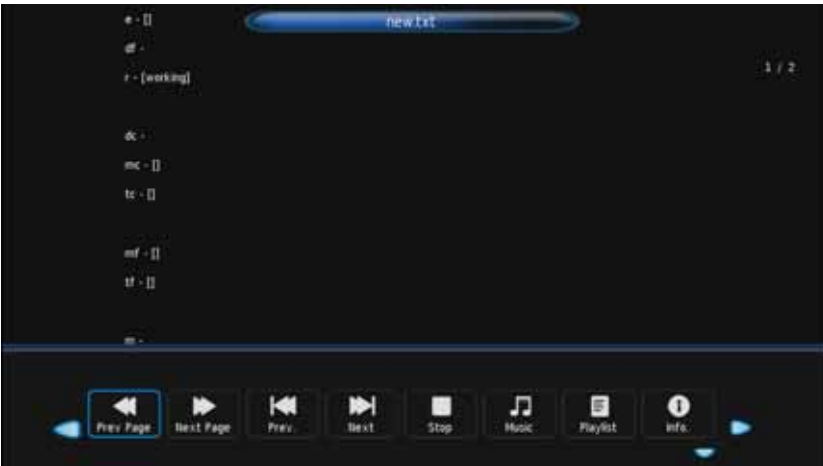 new.txt
e - []
df -
r - [working]
1 / 2
dc -
mc - []
tc - []
mf - []
tf - []
m -
Prev Page
Next Page
Prev.
Next
Stop
Music
Playlist
Info.